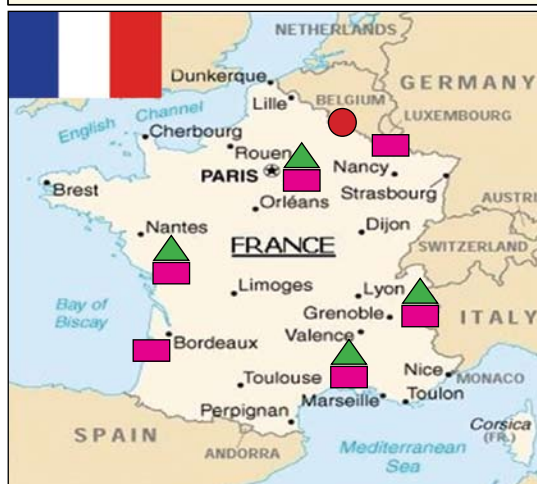 NETHERLANDS
Dunkerque
GERMANY
Lille
BELGIUM
LUXEMBOURG
English Channel
Cherbourg
Rouen
Nancy
PARIS
Strasbourg
Brest
Orléans
AUSTRI
Nantes
Dijon
FRANCE
SWITZERLAND
Limoges
Lyon
Bay of
Biscay
Grenoble
ITALY
Valence
Bordeaux
Nice
MONACO
Toulouse
Marseille
Toulon
Perpignan
Corsica
(FR.)
SPAIN
ANDORRA
Mediterranean
Sea